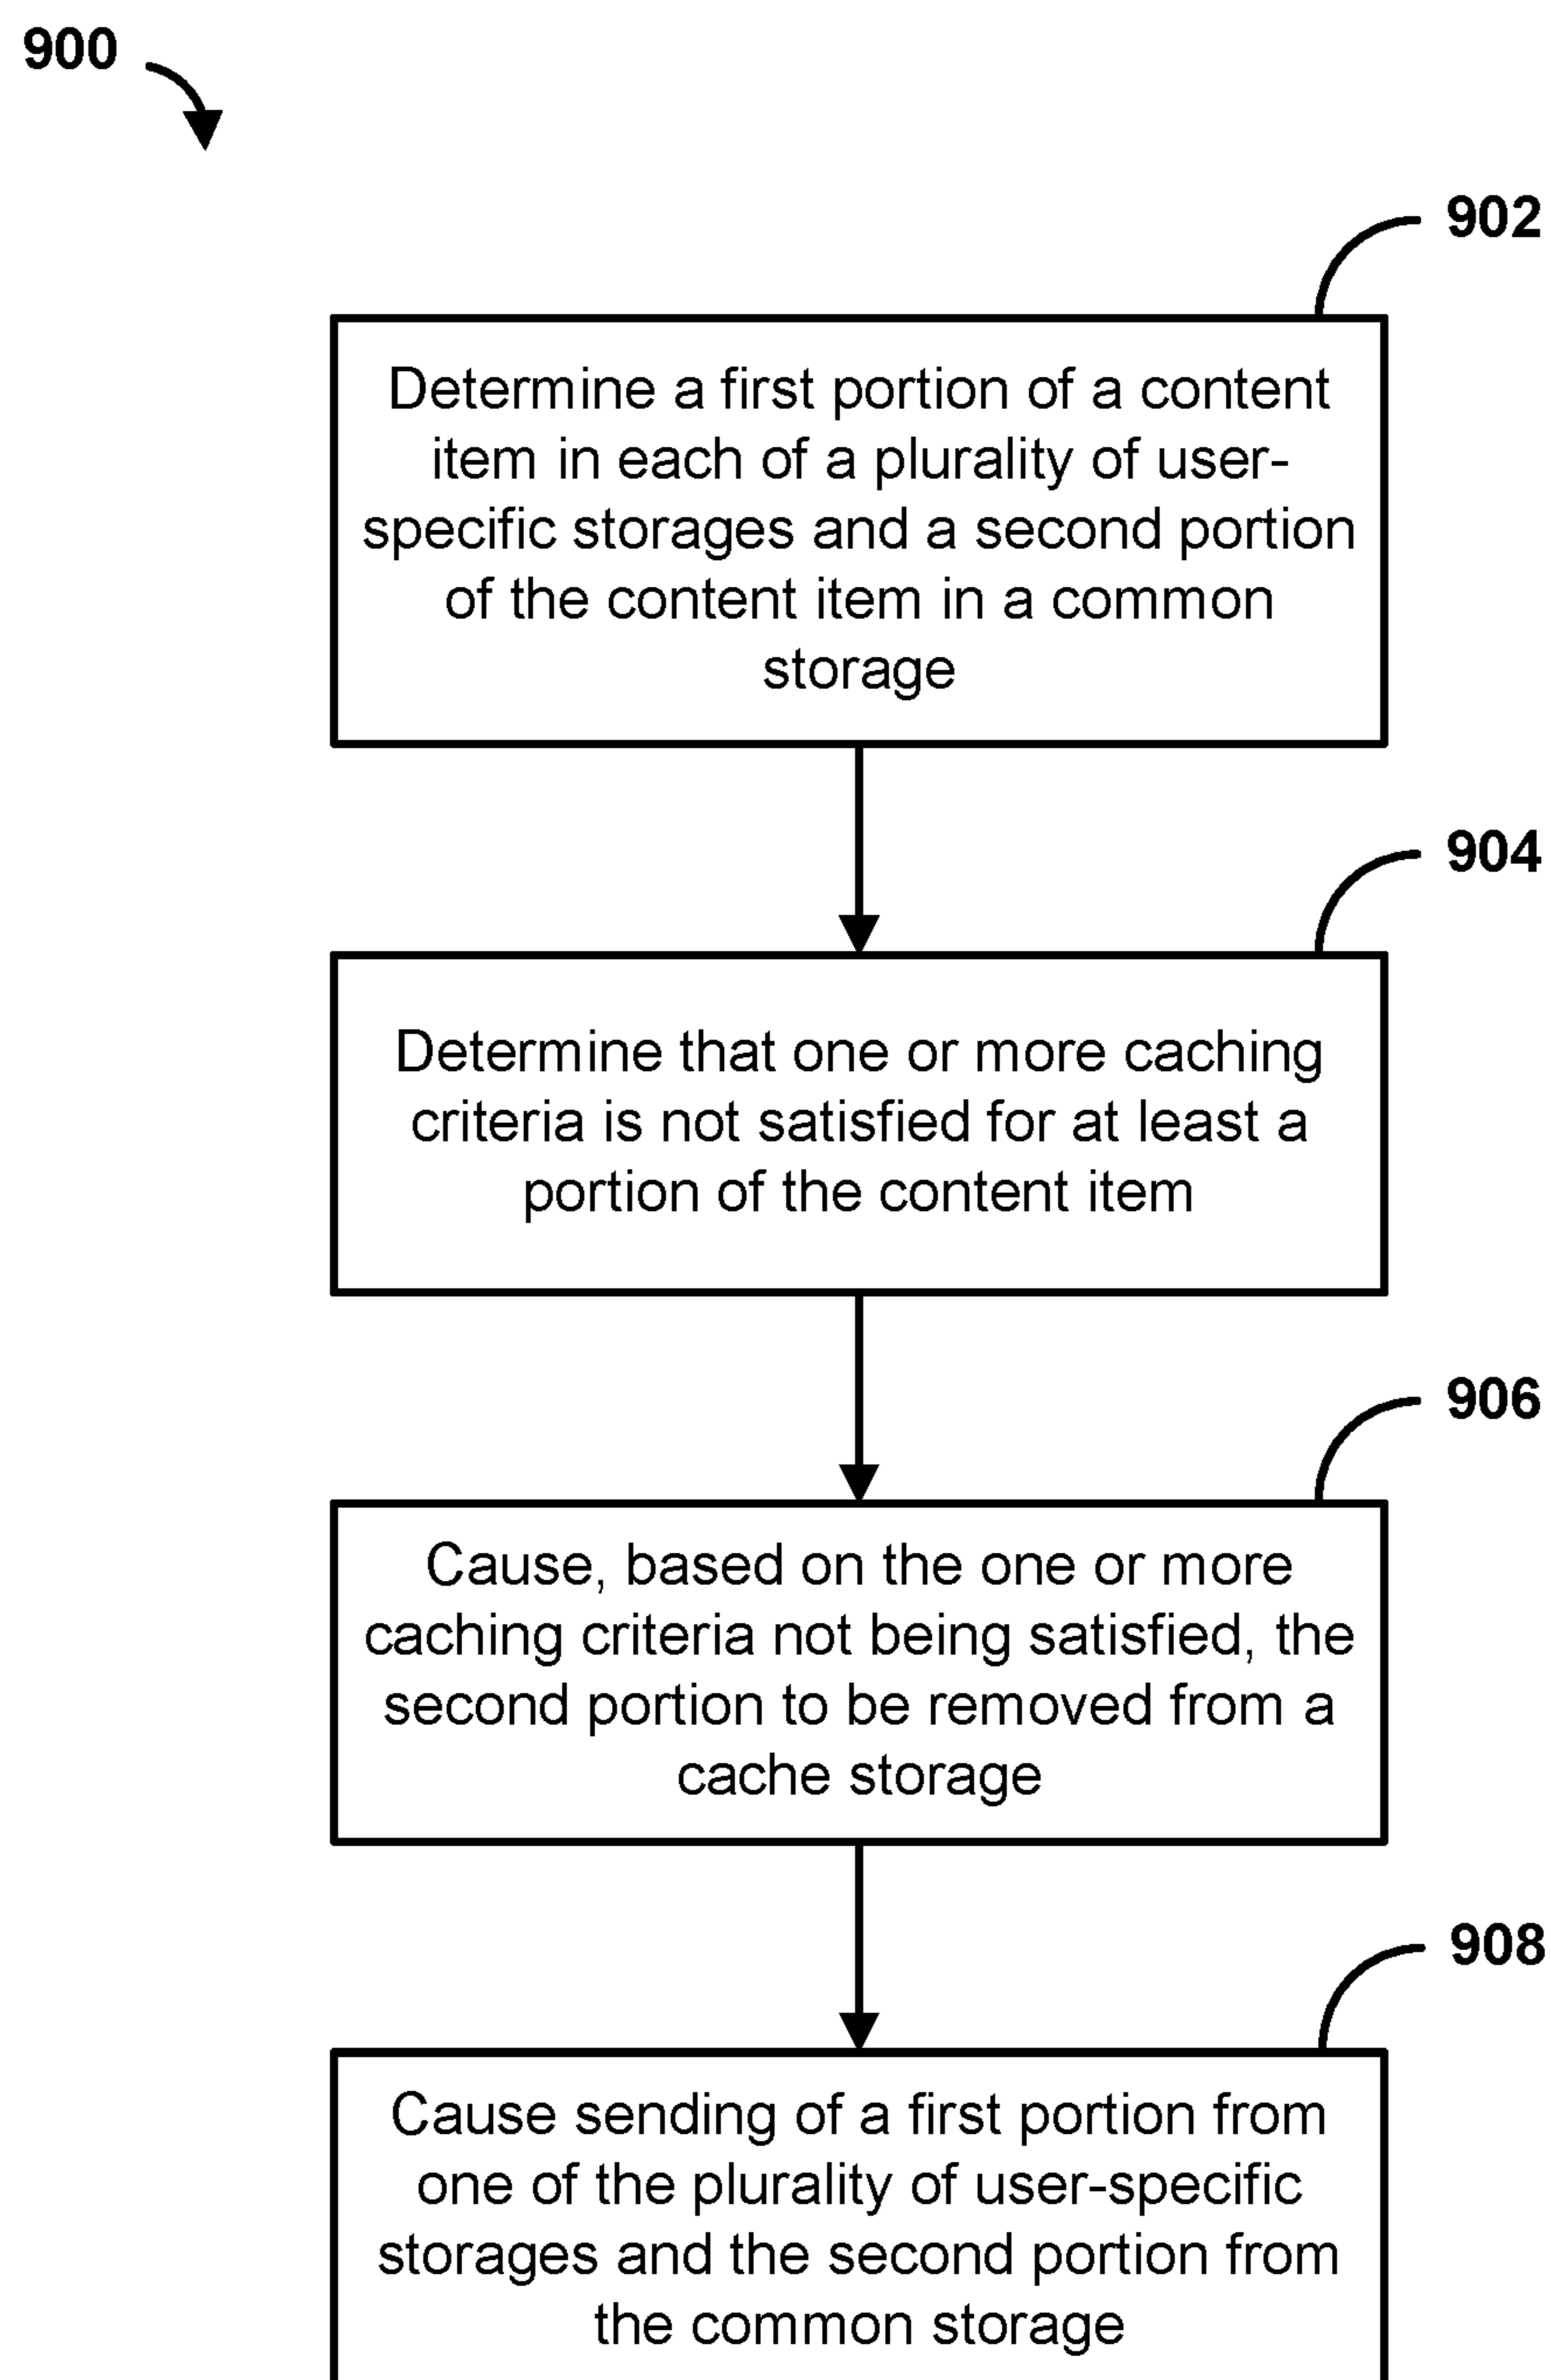 900
902
Determine a first portion of a content
item in each of a plurality of user-
specific storages and a second portion
of the content item in a common
storage
904
Determine that one or more caching
criteria is not satisfied for at least a
portion of the content item
906
Cause, based on the one or more
caching criteria not being satisfied, the
second portion to be removed from a
cache storage
908
Cause sending of a first portion from
one of the plurality of user-specific
storages and the second portion from
the common storage